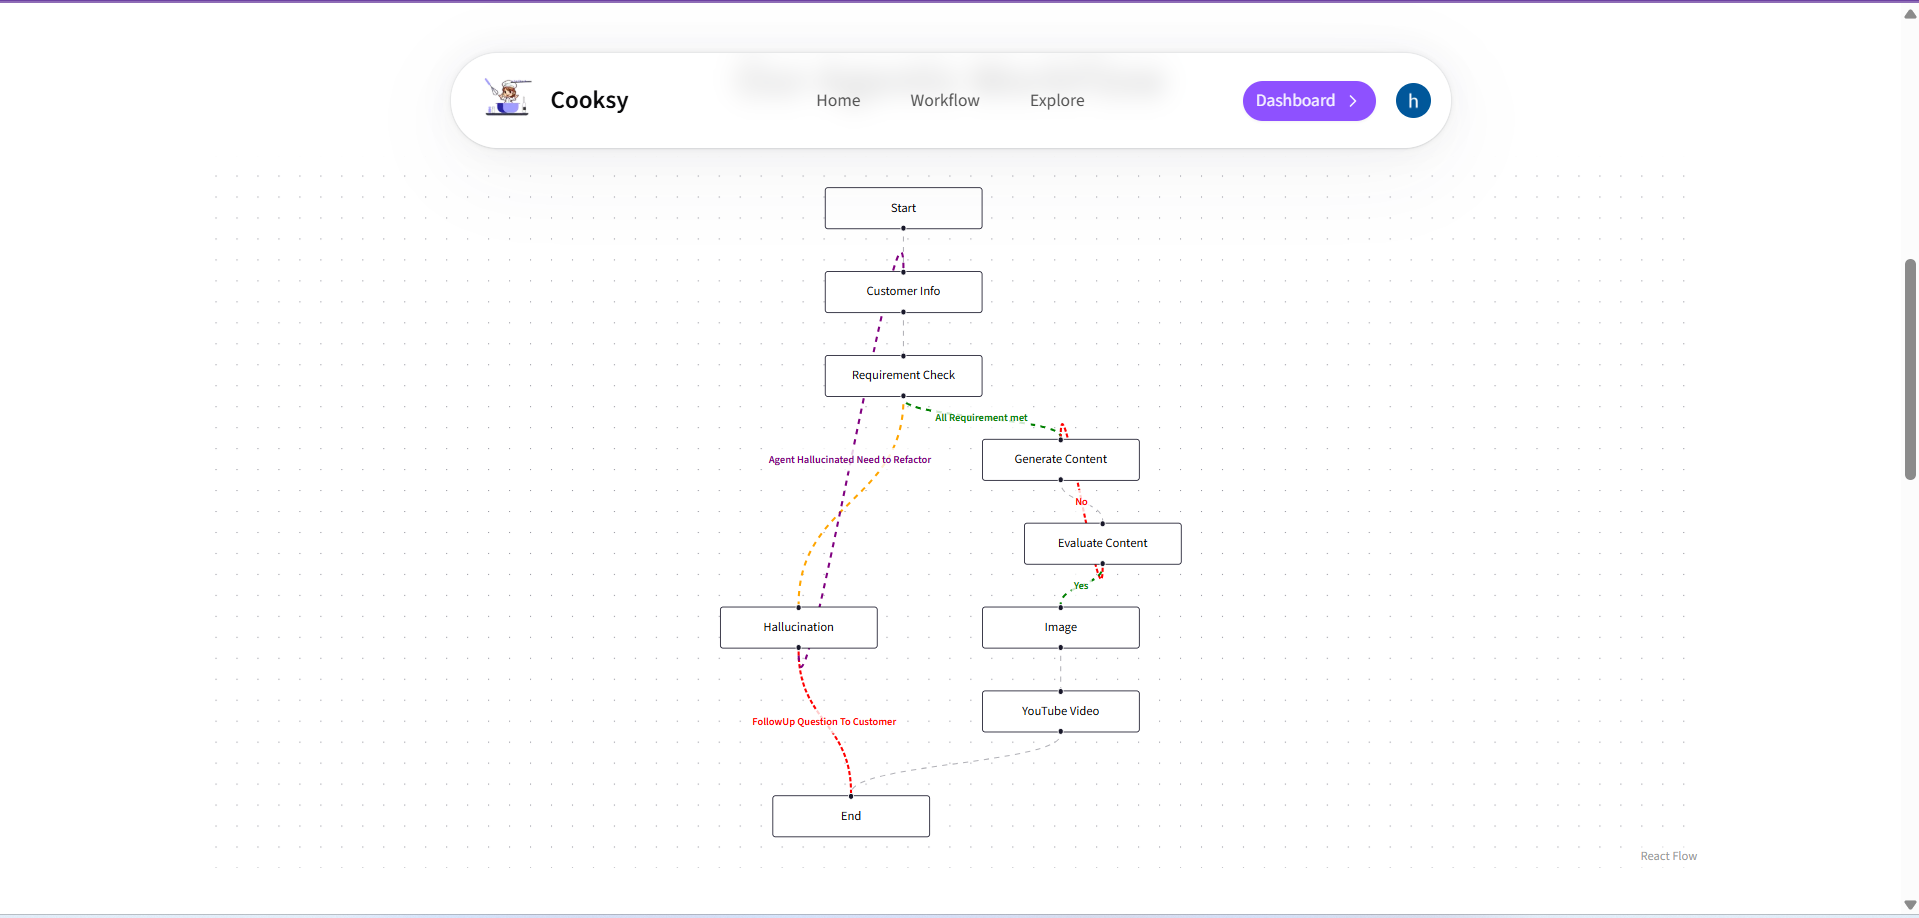 Cooksy
Home
Workflow
Explore
Dashboard
h
Start
Customer Info
Requirement Check
All Requirement met
Agent Hallucinated Need to Refactor
Generate Content
No
Evaluate Content
Yes
Hallucination
Image
YouTube Video
FollowUp Question To Customer
End
React Flow